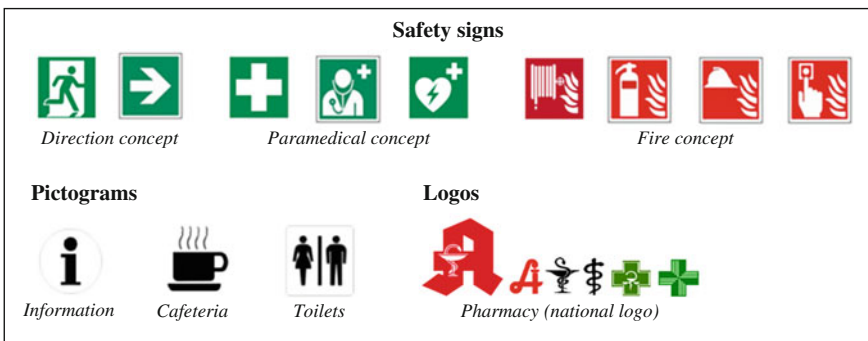 Safety signs
Direction concept
Paramedical concept
Fire concept
Pictograms
Logos
Information
Cafeteria
Toilets
Pharmacy (national logo)